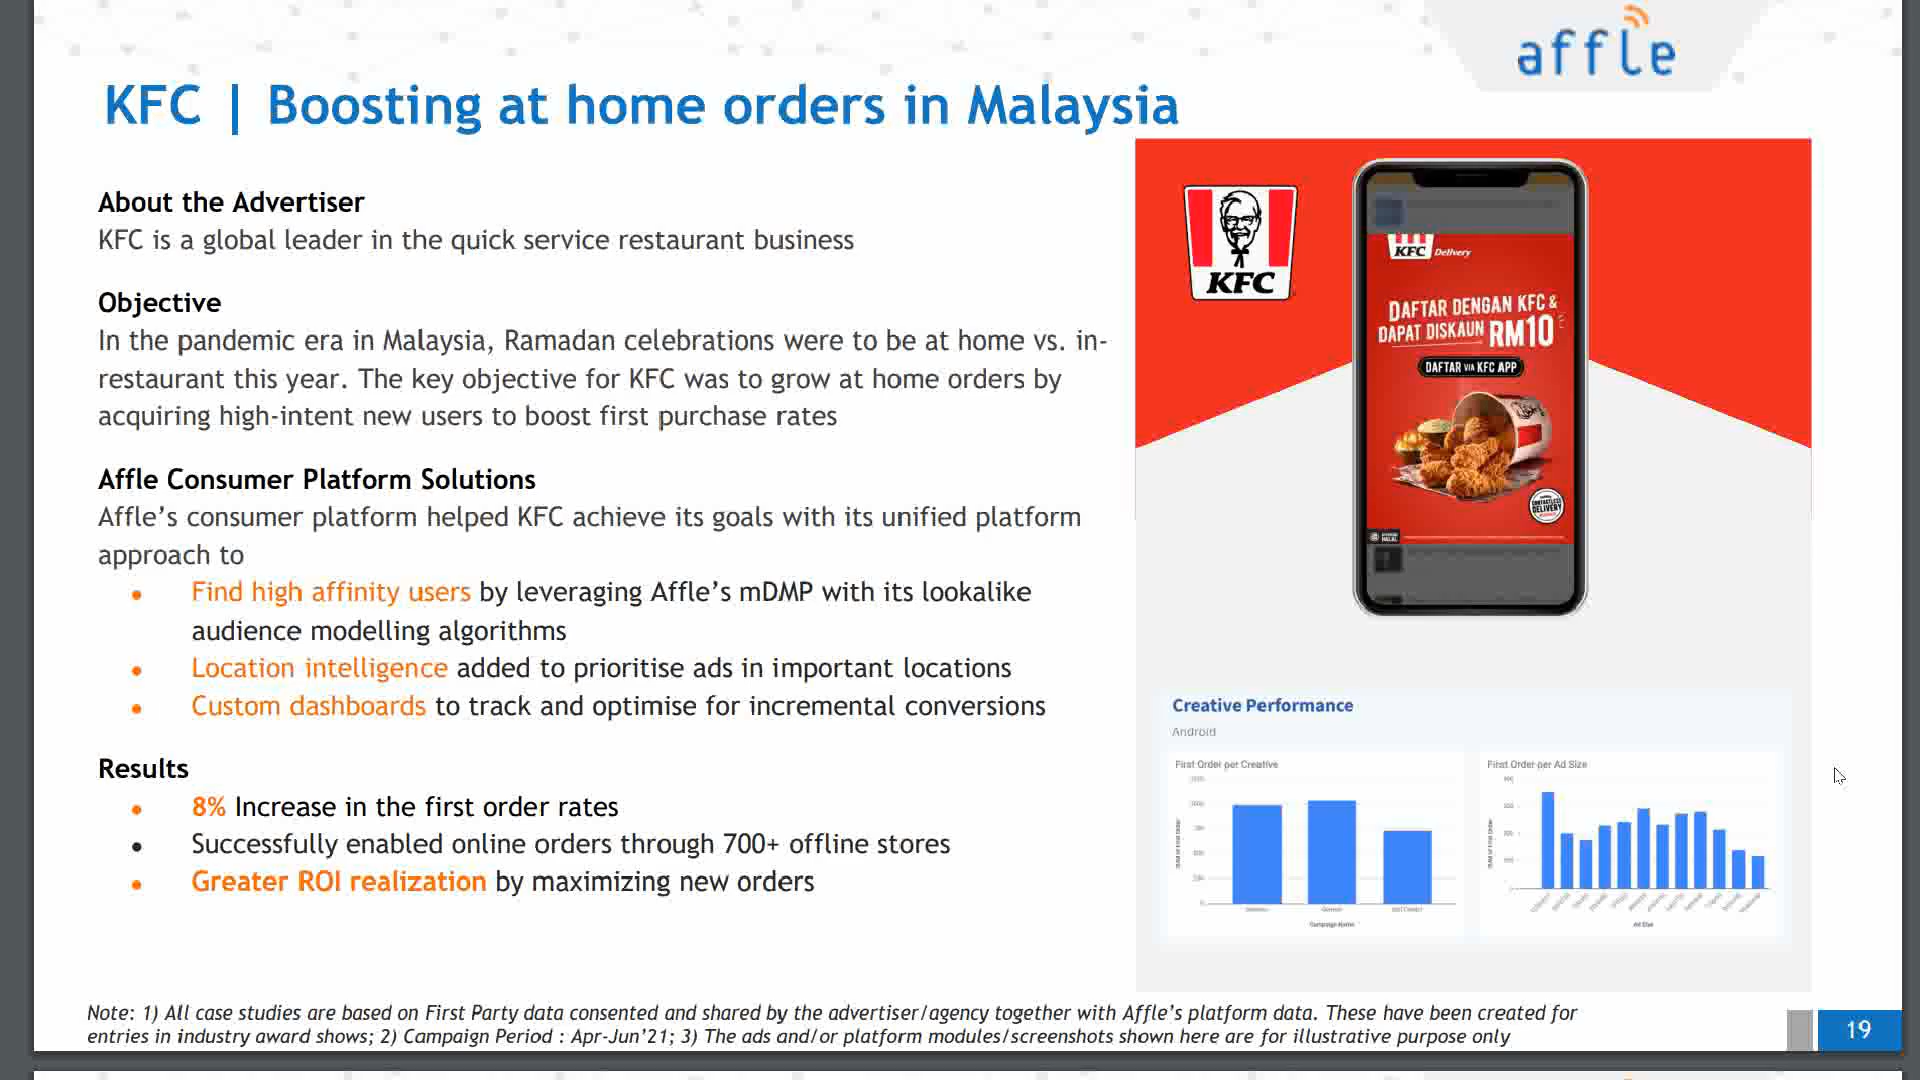 affle
KFC | Boosting at home orders in Malaysia
About the Advertiser
KFC is a global leader in the quick service restaurant business
Objective
In the pandemic era in Malaysia, Ramadan celebrations were to be at home vs. in-
restaurant this year. The key objective for KFC was to grow at home orders by
acquiring high-intent new users to boost first purchase rates
Affle Consumer Platform Solutions
Affle’s consumer platform helped KFC achieve its goals with its unified platform
approach to
• Find high affinity users by leveraging Affle’s mDMP with its lookalike
audience modelling algorithms
• Location intelligence added to prioritise ads in important locations
• Custom dashboards to track and optimise for incremental conversions
Results
• 8% Increase in the first order rates
• Successfully enabled online orders through 700+ offline stores
• Greater ROI realization by maximizing new orders
KFC
KFC Delivery
DAFTAR DENGAN KFC &
DAPAT DISKAUN RM10
DAFTAR VIA KFC APP
CONTACTLESS
DELIVERY
Creative Performance
Android
First Order per Creative
Campaign Name
First Order per Ad Size
Ad Size
Note: 1) All case studies are based on First Party data consented and shared by the advertiser/agency together with Affle’s platform data. These have been created for
entries in industry award shows; 2) Campaign Period : Apr-Jun’21; 3) The ads and/or platform modules/screenshots shown here are for illustrative purpose only
19